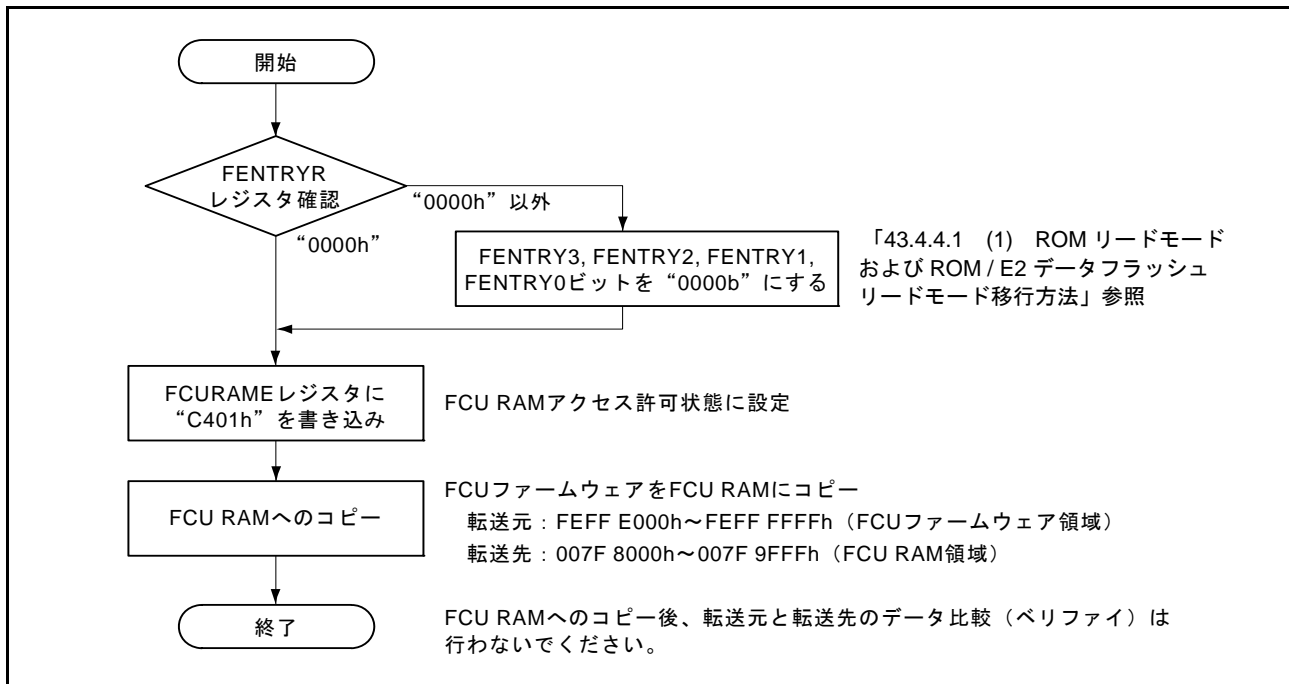 開始
FENTRYR
レジスタ確認
“0000h” 以外
“0000h”
FENTRY3, FENTRY2, FENTRY1,
FENTRY0ビットを“0000b”にする
「43.4.4.1 (1) ROM リードモード
および ROM / E2 データフラッシュ
リードモード移行方法」参照
FCURAMEレジスタに
“C401h”を書き込み
FCU RAMアクセス許可状態に設定
FCU RAMへのコピー
FCUファームウェアをFCU RAMにコピー
転送元：FEFF E000h～FEFF FFFFh（FCUファームウェア領域）
転送先：007F 8000h～007F 9FFFh（FCU RAM領域）
終了
FCU RAMへのコピー後、転送元と転送先のデータ比較（ベリファイ）は
行わないでください。